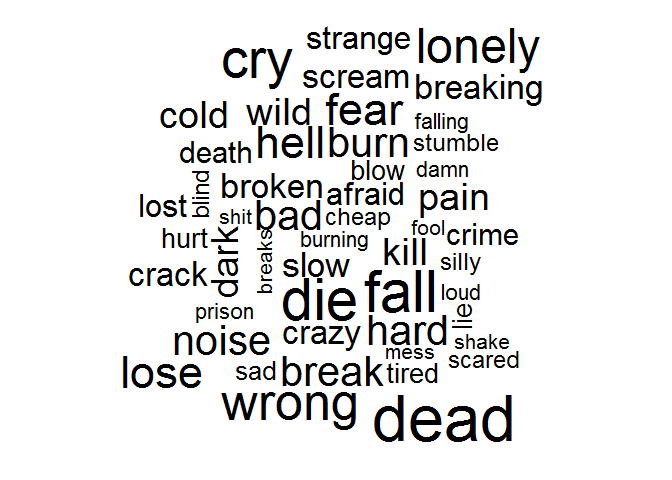 strange
lonely
cry
scream
breaking
cold
wild
fear
falling
death
hell
burn
stumble
blow
damn
blind
broken
afraid
pain
lost
shit
bad
cheap
fool
crime
hurt
dark
breaks
burning
kill
silly
crack
slow
die
fall
loud
prison
lie
noise
crazy
hard
shake
mess
scared
lose
sad
break
tired
wrong
dead